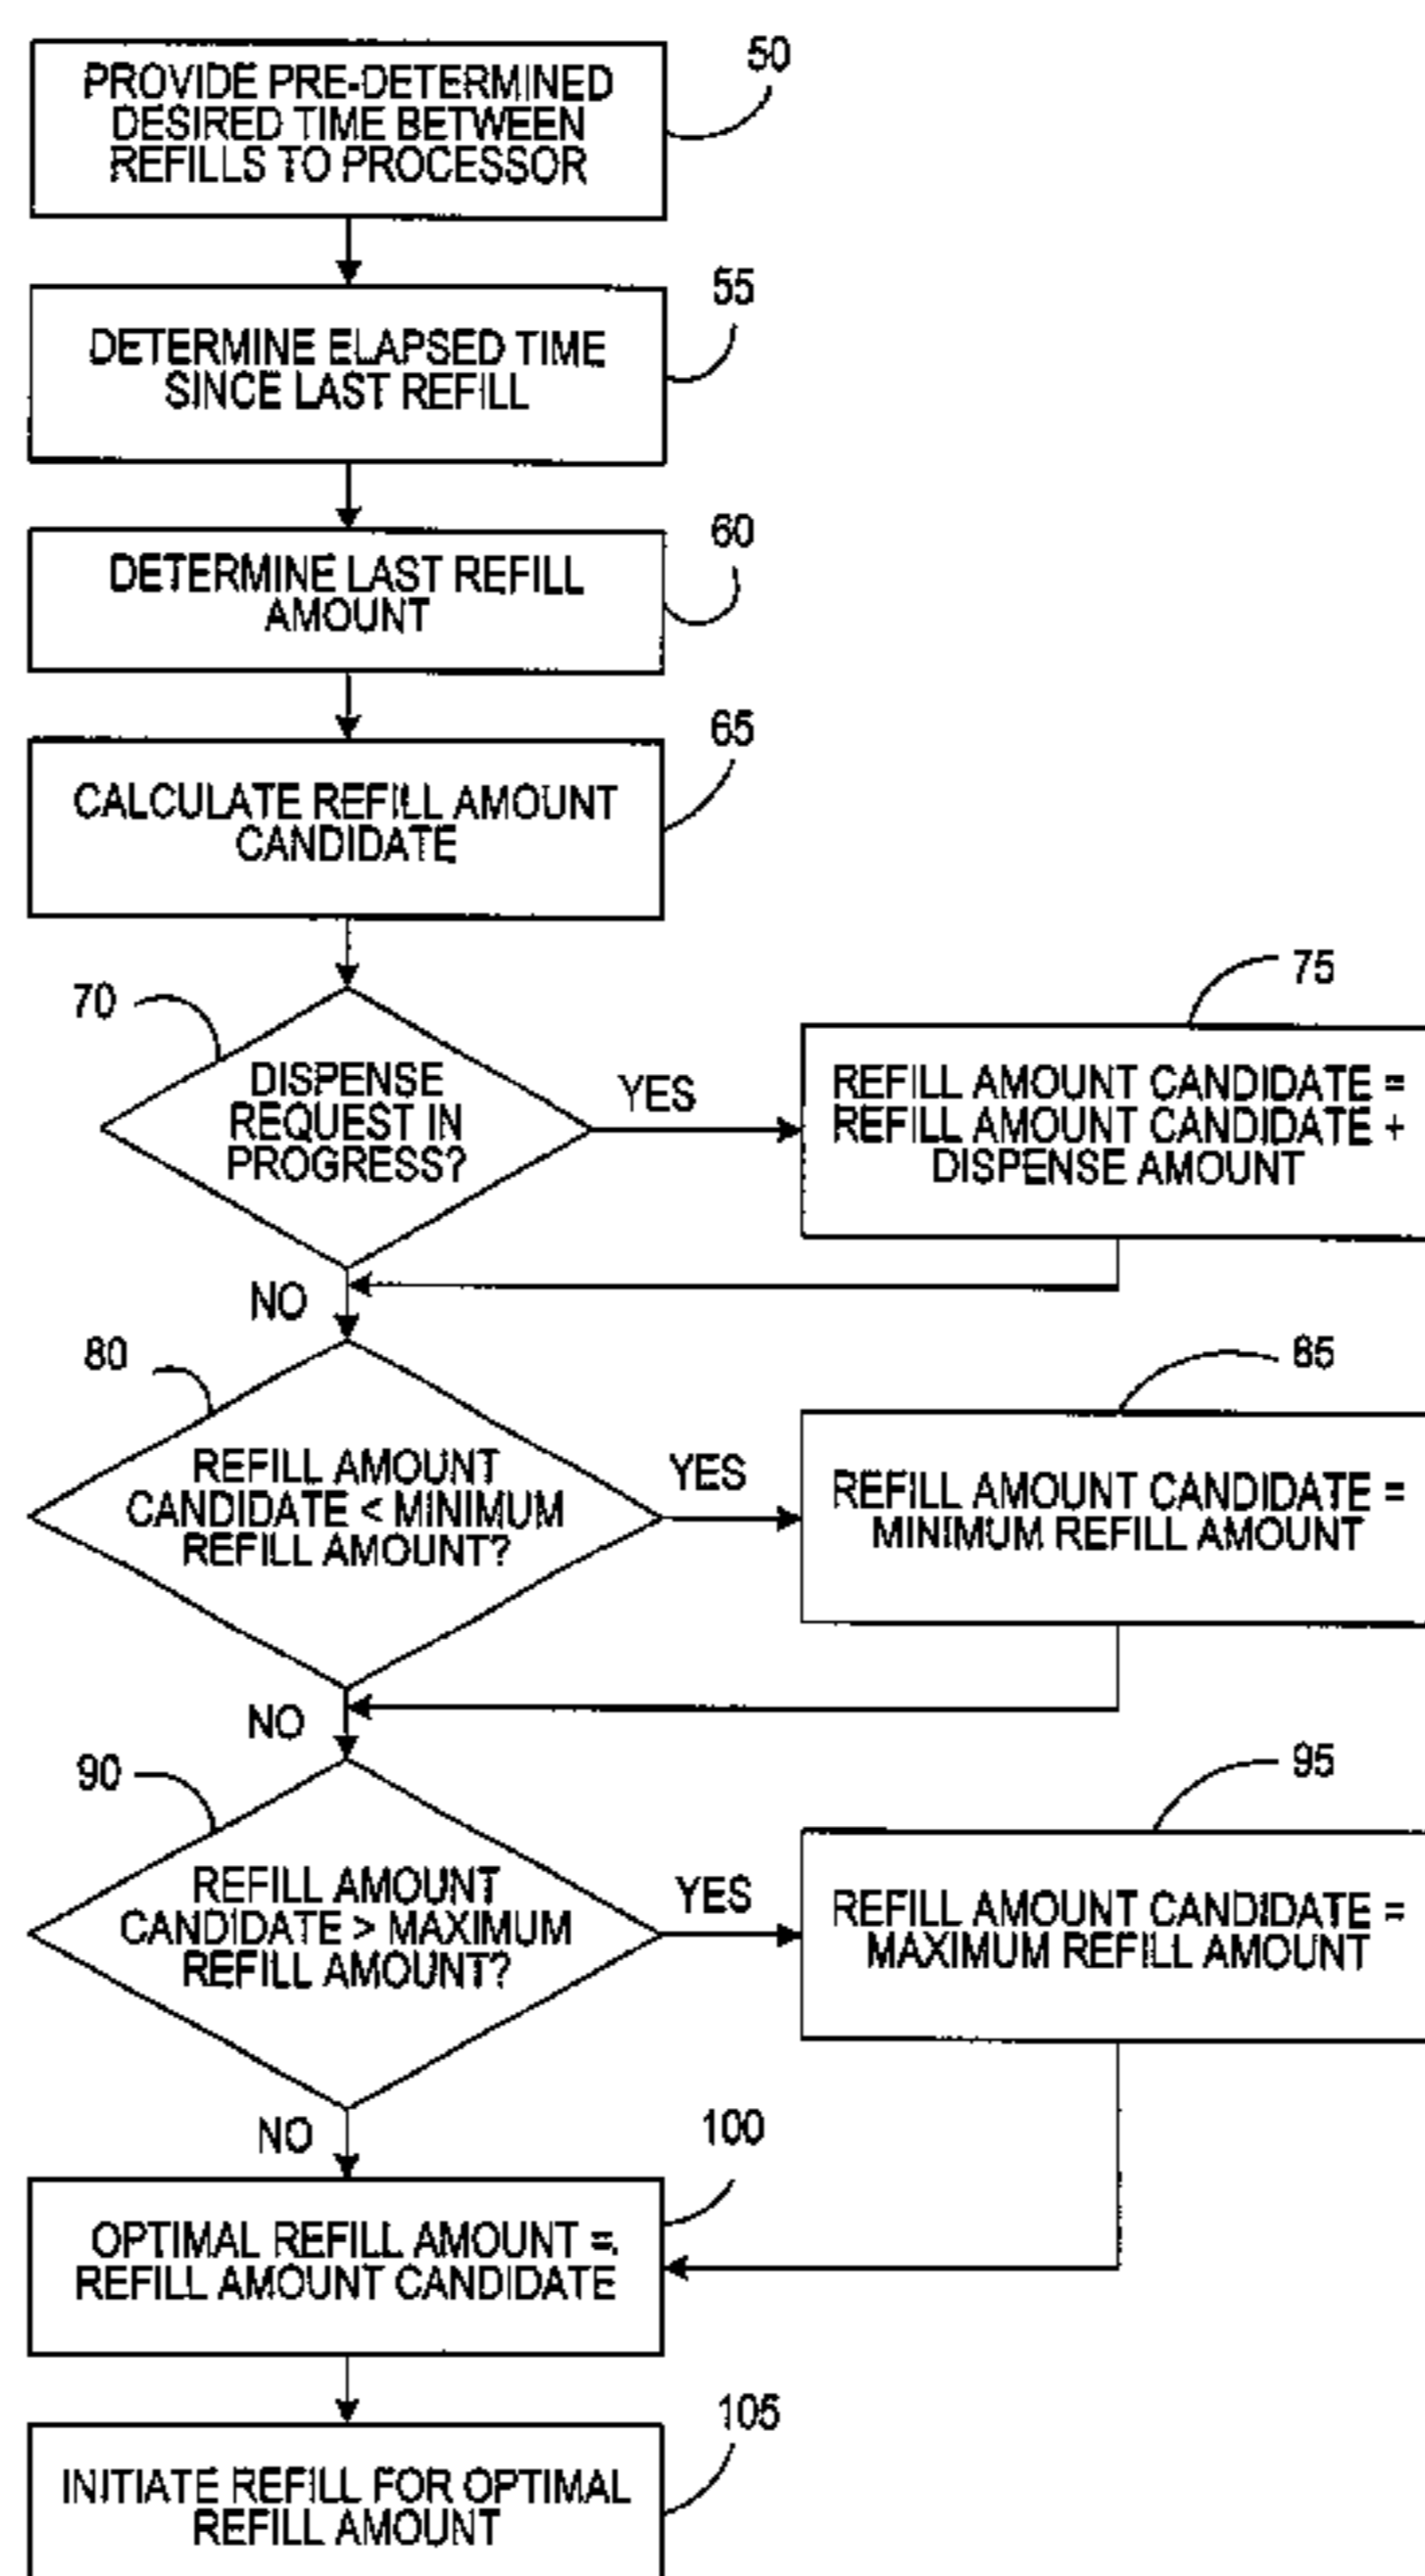 PROVIDE PRE-DETERMINED
DESIRED TIME BETWEEN
REFILLS TO PROCESSOR
50
DETERMINE ELAPSED TIME
SINCE LAST REFILL
55
DETERMINE LAST REFILL
AMOUNT
60
CALCULATE REFILL AMOUNT
CANDIDATE
65
70
DISPENSE
REQUEST IN
PROGRESS?
YES
NO
75
REFILL AMOUNT CANDIDATE =
REFILL AMOUNT CANDIDATE +
DISPENSE AMOUNT
80
REFILL AMOUNT
CANDIDATE < MINIMUM
REFILL AMOUNT?
YES
NO
85
REFILL AMOUNT CANDIDATE =
MINIMUM REFILL AMOUNT
90
REFILL AMOUNT
CANDIDATE > MAXIMUM
REFILL AMOUNT?
YES
NO
95
REFILL AMOUNT CANDIDATE =
MAXIMUM REFILL AMOUNT
100
OPTIMAL REFILL AMOUNT =
REFILL AMOUNT CANDIDATE
105
INITIATE REFILL FOR OPTIMAL
REFILL AMOUNT